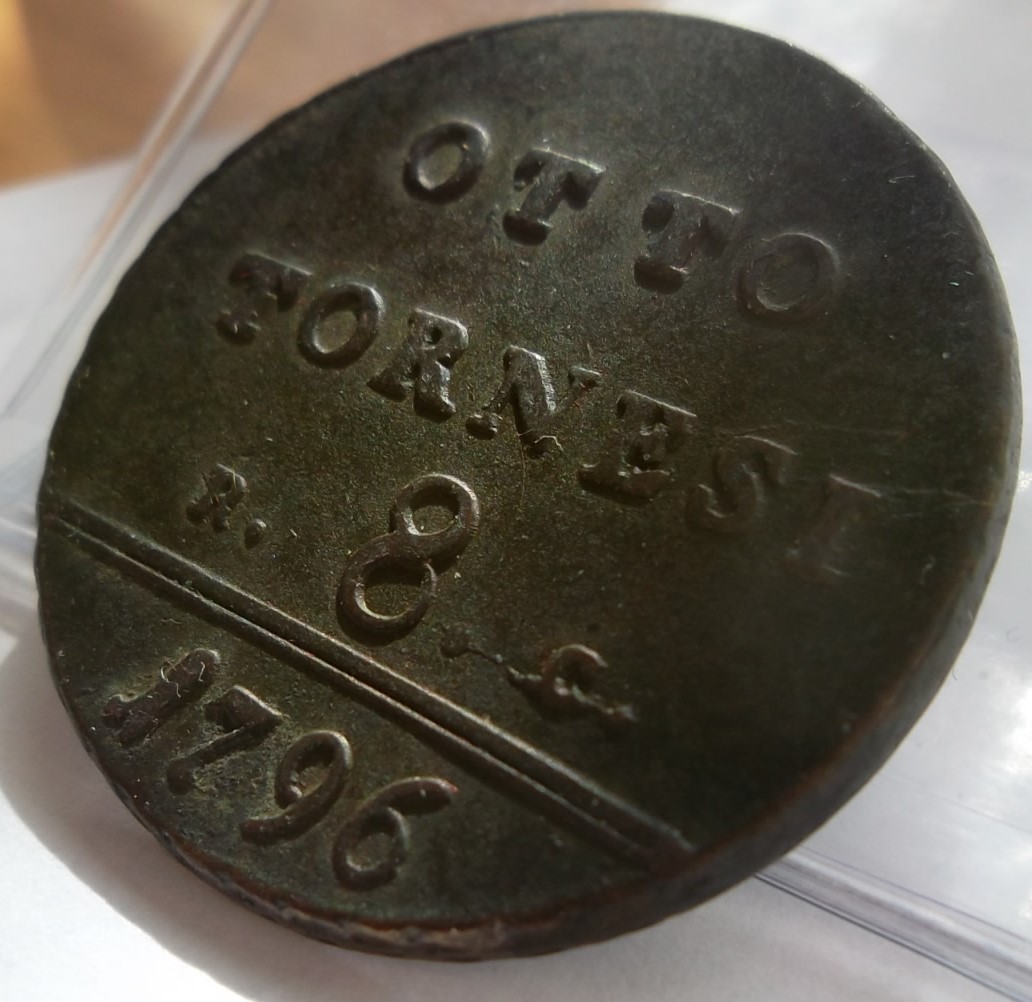 OTTO
TORNESI
R. 8 C.
1796